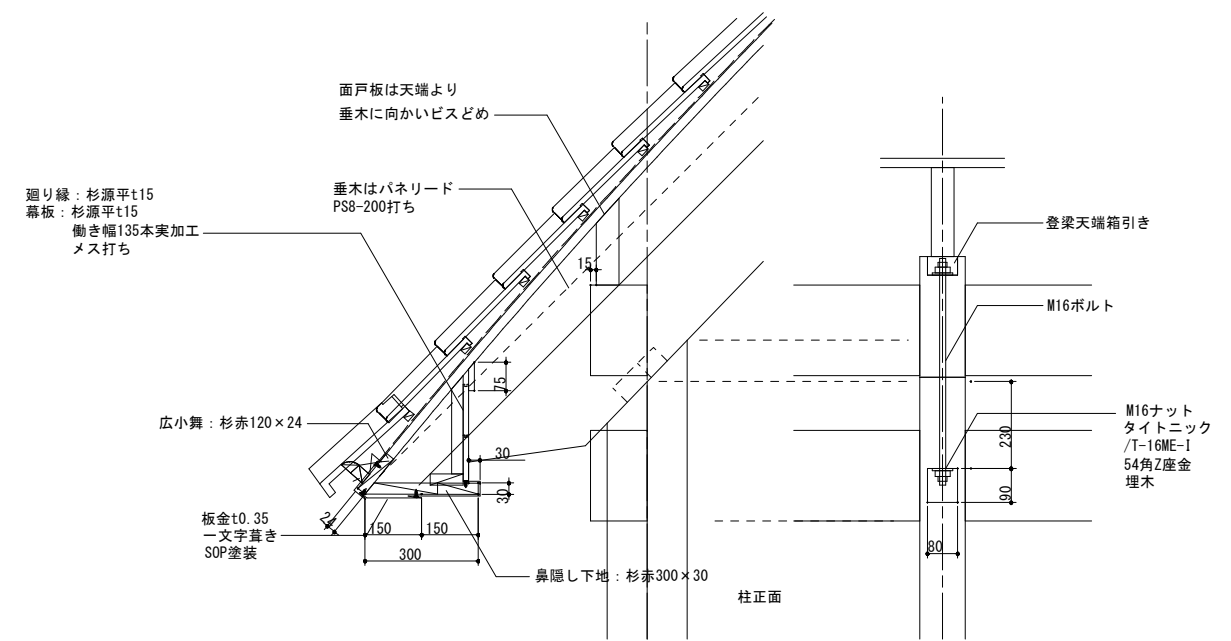 面戸板は天端より
垂木に向かいビスどめ
廻り縁：杉源平t15
幕板：杉源平t15
働き幅135本実加工
メス打ち
垂木はパネリード
PS8-200打ち
15
登梁天端箱引き
M16ボルト
75
広小舞：杉赤120×24
30
30
M16ナット
タイトニック
/T-16ME-I
54角Z座金
埋木
230
90
80
24
板金t0.35
一文字葺き
SOP塗装
150
150
300
鼻隠し下地：杉赤300×30
柱正面